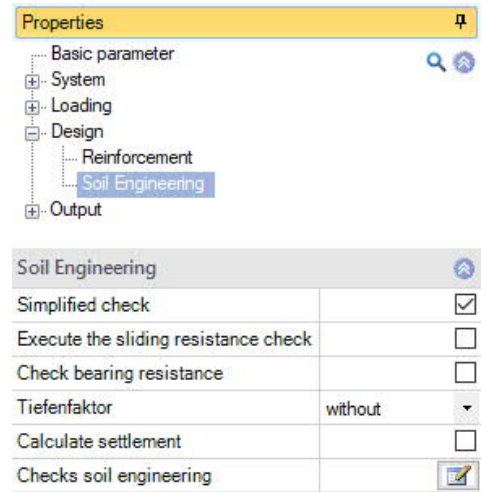 Properties
Basic parameter
System
Loading
Design
Reinforcement
Soil Engineering
Output
Soil Engineering
Simplified check
Execute the sliding resistance check
Check bearing resistance
Tiefenfaktor without
Calculate settlement
Checks soil engineering